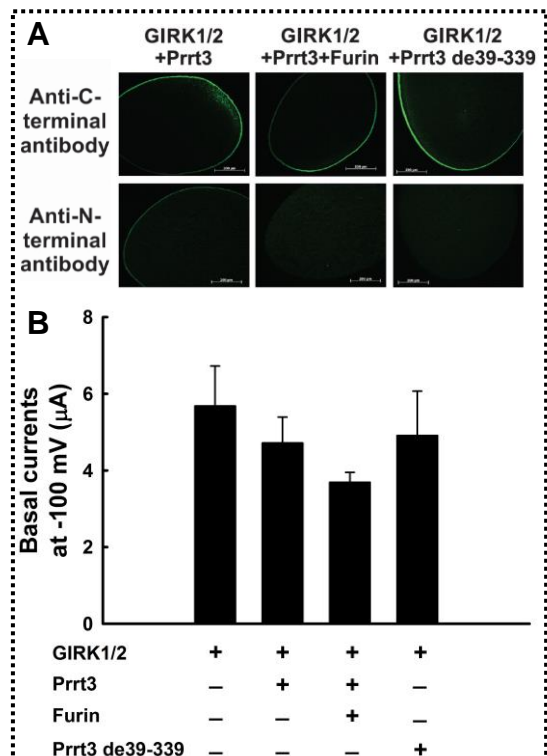 A
GIRK1/2
+Prrt3
GIRK1/2
+Prrt3+Furin
GIRK1/2
+Prrt3 de39-339
Anti-C-
terminal
antibody
Anti-N-
terminal
antibody
B
Basal currents
at -100 mV (μA)
8
6
4
2
0
GIRK1/2 + + + +
Prrt3 – + + –
Furin – – + –
Prrt3 de39-339 – – – +